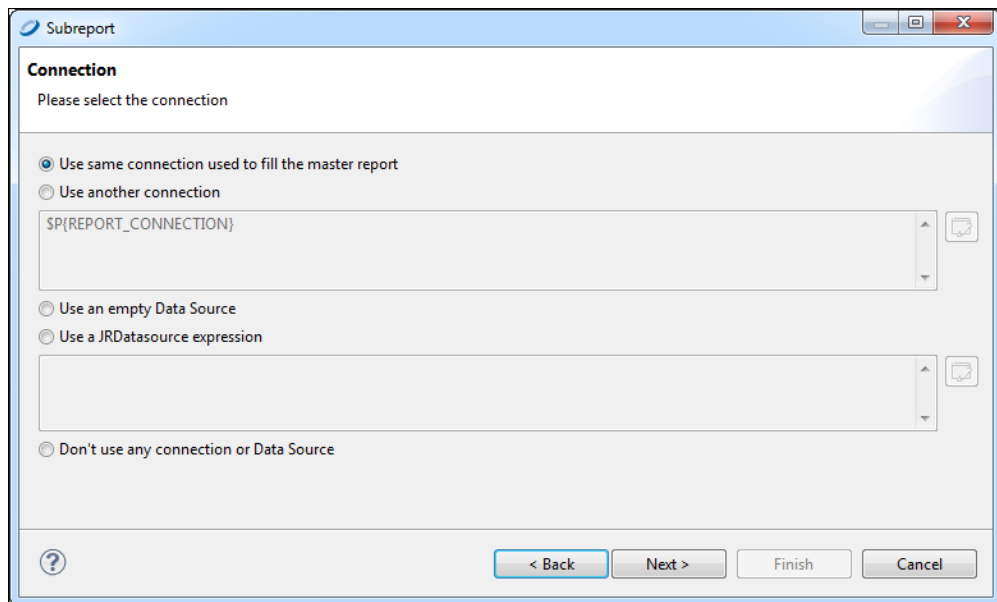 Subreport
Connection
Please select the connection
Use same connection used to fill the master report
Use another connection
$P{REPORT_CONNECTION}
Use an empty Data Source
Use a JRDatasource expression
Don't use any connection or Data Source
? < Back Next > Finish Cancel